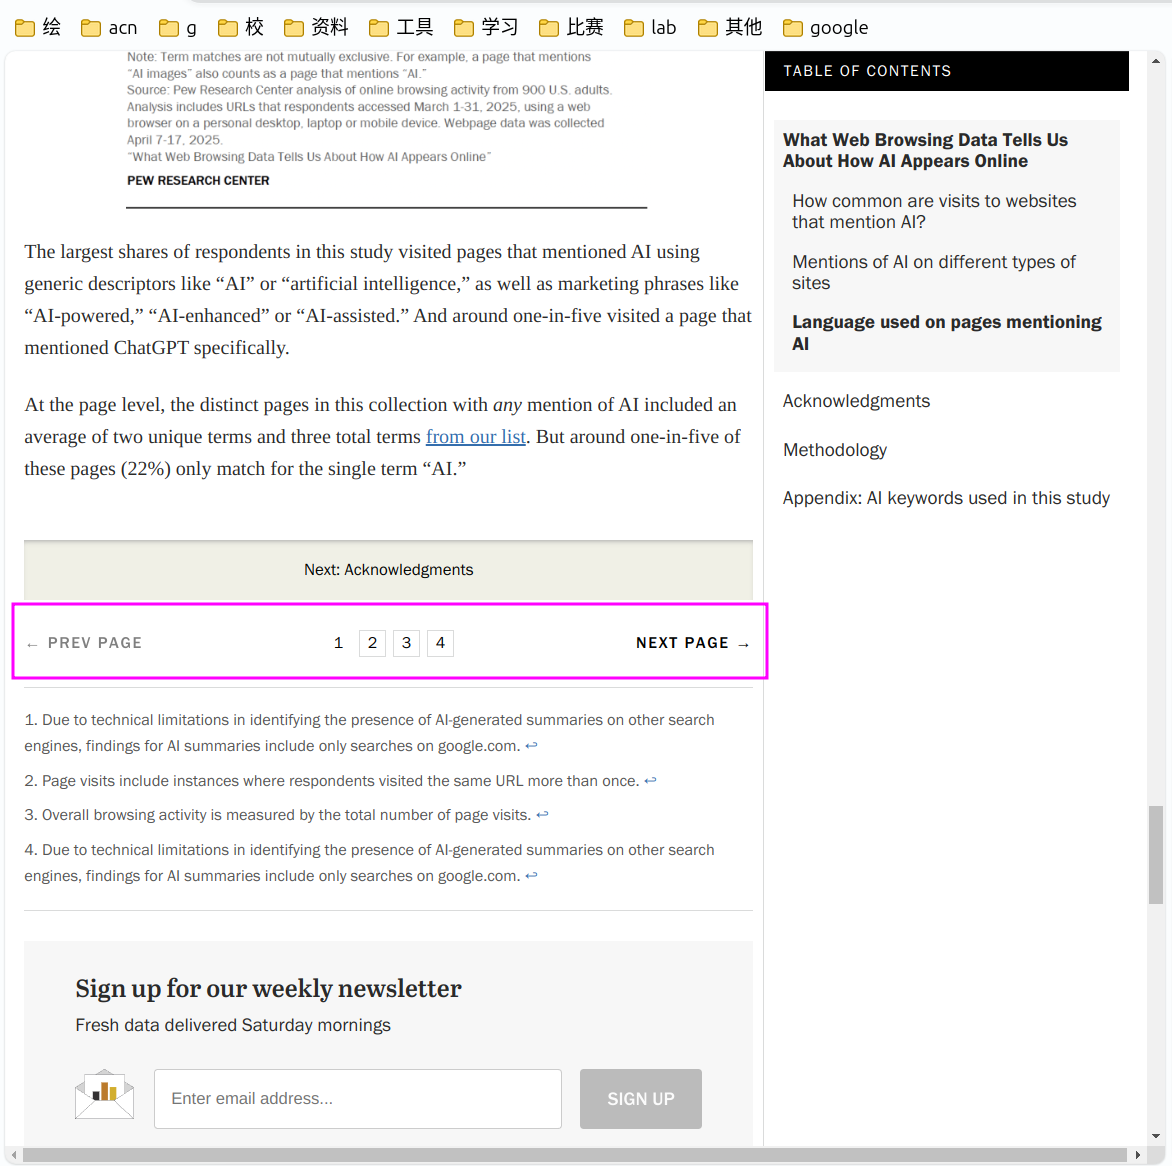 绘 acn g 校 资料 工具 学习 比赛 lab 其他 google
Note: Term matches are not mutually exclusive. For example, a page that mentions
“AI images” also counts as a page that mentions “AI.”
Source: Pew Research Center analysis of online browsing activity from 900 U.S. adults.
Analysis includes URLs that respondents accessed March 1-31, 2025, using a web
browser on a personal desktop, laptop or mobile device. Webpage data was collected
April 7-17, 2025.
“What Web Browsing Data Tells Us About How AI Appears Online”
PEW RESEARCH CENTER
The largest shares of respondents in this study visited pages that mentioned AI using
generic descriptors like “AI” or “artificial intelligence,” as well as marketing phrases like
“AI-powered,” “AI-enhanced” or “AI-assisted.” And around one-in-five visited a page that
mentioned ChatGPT specifically.
At the page level, the distinct pages in this collection with any mention of AI included an
average of two unique terms and three total terms from our list. But around one-in-five of
these pages (22%) only match for the single term “AI.”
Next: Acknowledgments
← PREV PAGE 1 2 3 4 NEXT PAGE →
1. Due to technical limitations in identifying the presence of AI-generated summaries on other search
engines, findings for AI summaries include only searches on google.com. ↩
2. Page visits include instances where respondents visited the same URL more than once. ↩
3. Overall browsing activity is measured by the total number of page visits. ↩
4. Due to technical limitations in identifying the presence of AI-generated summaries on other search
engines, findings for AI summaries include only searches on google.com. ↩
Sign up for our weekly newsletter
Fresh data delivered Saturday mornings
Enter email address...
SIGN UP
TABLE OF CONTENTS
What Web Browsing Data Tells Us
About How AI Appears Online
How common are visits to websites
that mention AI?
Mentions of AI on different types of
sites
Language used on pages mentioning
AI
Acknowledgments
Methodology
Appendix: AI keywords used in this study